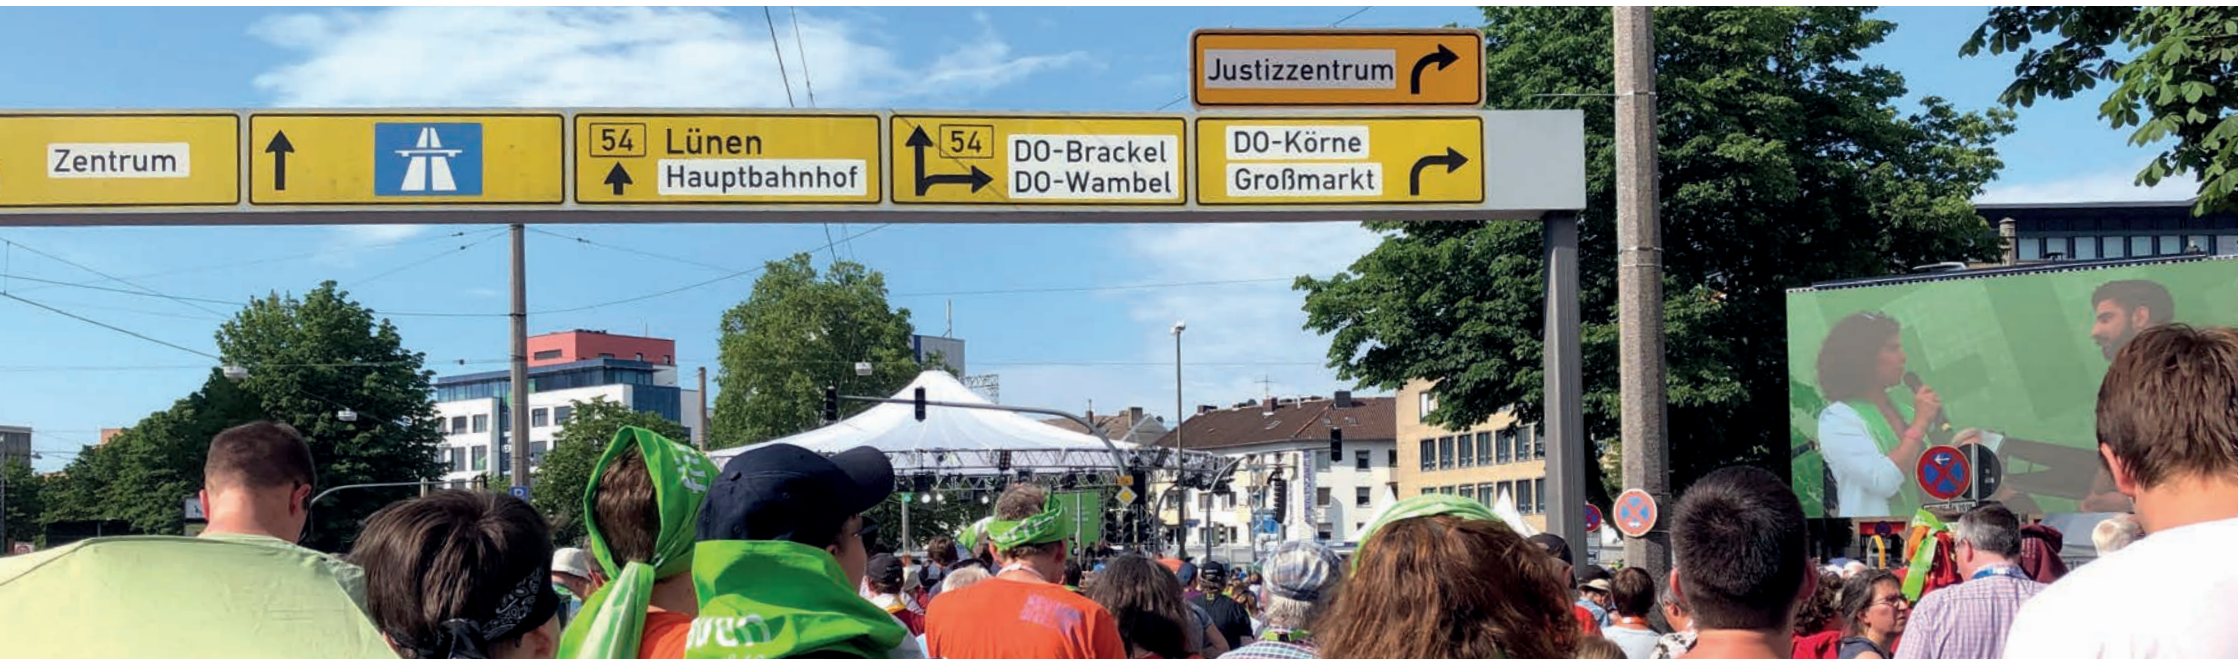 Justizzentrum
Zentrum
54 Lünen
Hauptbahnhof
54 DO-Brackel
DO-Wambel
DO-Körne
Großmarkt